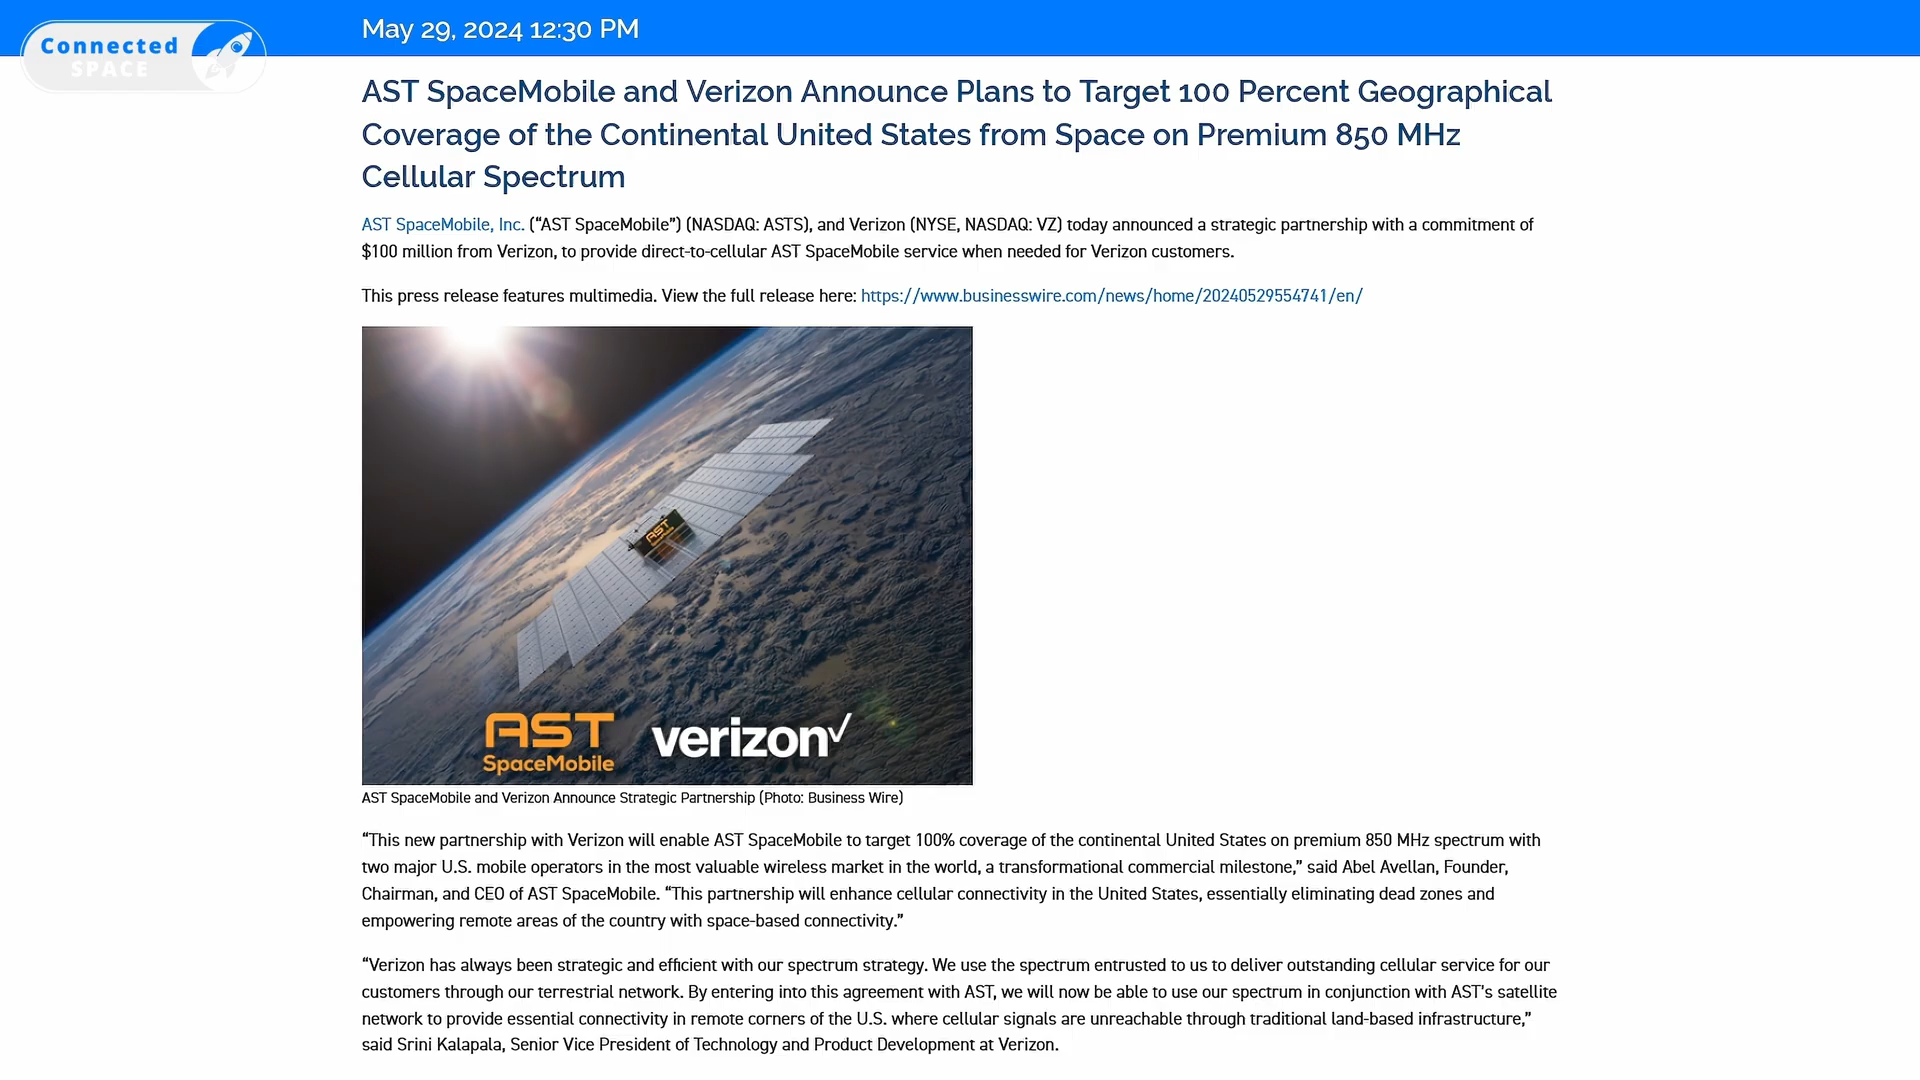 May 29, 2024 12:30 PM
Connected
SPACE
AST SpaceMobile and Verizon Announce Plans to Target 100 Percent Geographical
Coverage of the Continental United States from Space on Premium 850 MHz
Cellular Spectrum
AST SpaceMobile, Inc. (“AST SpaceMobile”) (NASDAQ: ASTS), and Verizon (NYSE, NASDAQ: VZ) today announced a strategic partnership with a commitment of
$100 million from Verizon, to provide direct-to-cellular AST SpaceMobile service when needed for Verizon customers.
This press release features multimedia. View the full release here: https://www.businesswire.com/news/home/20240529554741/en/
AST
SpaceMobile
AST
SpaceMobile
verizon✓
AST SpaceMobile and Verizon Announce Strategic Partnership (Photo: Business Wire)
“This new partnership with Verizon will enable AST SpaceMobile to target 100% coverage of the continental United States on premium 850 MHz spectrum with
two major U.S. mobile operators in the most valuable wireless market in the world, a transformational commercial milestone,” said Abel Avellan, Founder,
Chairman, and CEO of AST SpaceMobile. “This partnership will enhance cellular connectivity in the United States, essentially eliminating dead zones and
empowering remote areas of the country with space-based connectivity.”
“Verizon has always been strategic and efficient with our spectrum strategy. We use the spectrum entrusted to us to deliver outstanding cellular service for our
customers through our terrestrial network. By entering into this agreement with AST, we will now be able to use our spectrum in conjunction with AST’s satellite
network to provide essential connectivity in remote corners of the U.S. where cellular signals are unreachable through traditional land-based infrastructure,”
said Srini Kalapala, Senior Vice President of Technology and Product Development at Verizon.